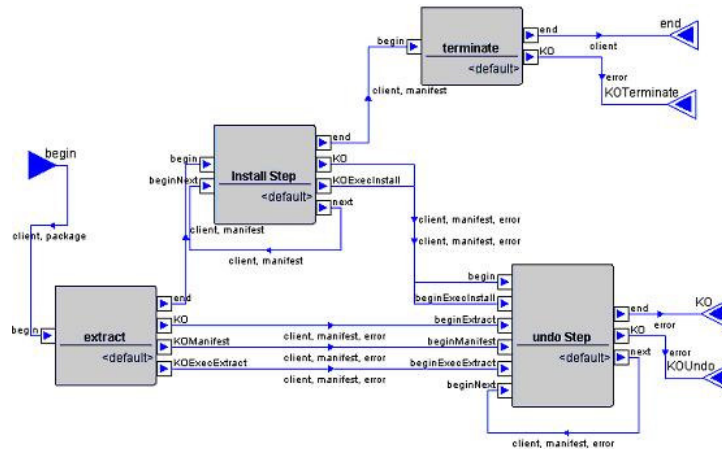 end
end
begin
terminate
client
KO
<default>
error
KOTerminate
client, manifest
end
begin
begin
KO
Install Step
beginNext
KOExecInstall
<default>
next
client, manifest
client, manifest, error
client, package
client, manifest, error
client, manifest
begin
end
beginExecInstall
end
KO
begin
KO
beginExtract
error
extract
client, manifest, error
undo Step
KO
KOManifest
beginManifest
next
<default>
client, manifest, error
<default>
error
KOExecExtract
beginExecExtract
KOUndo
client, manifest, error
beginNext
client, manifest, error